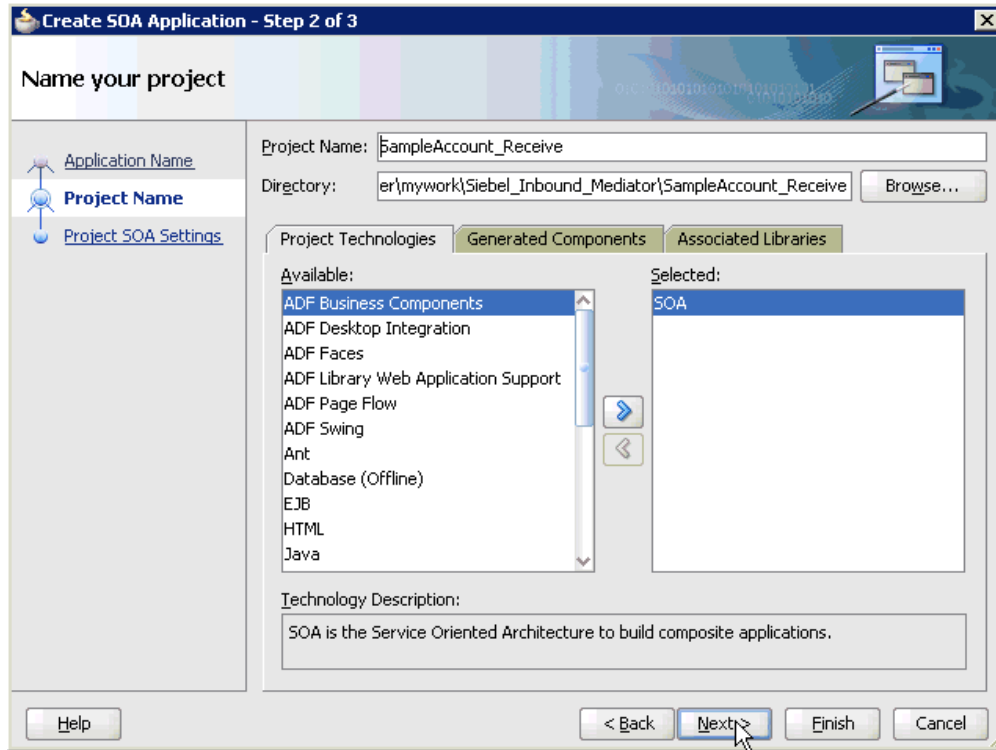 Create SOA Application - Step 2 of 3
Name your project
Application Name
Project Name
Project SOA Settings
Project Name: SampleAccount_Receive
Directory: er\mywork\Siebel_Inbound_Mediator\SampleAccount_Receive Browse...
Project Technologies Generated Components Associated Libraries
Available: Selected:
ADF Business Components SOA
ADF Desktop Integration
ADF Faces
ADF Library Web Application Support
ADF Page Flow
ADF Swing
Ant
Database (Offline)
EJB
HTML
Java
Technology Description:
SOA is the Service Oriented Architecture to build composite applications.
Help < Back Next > Finish Cancel